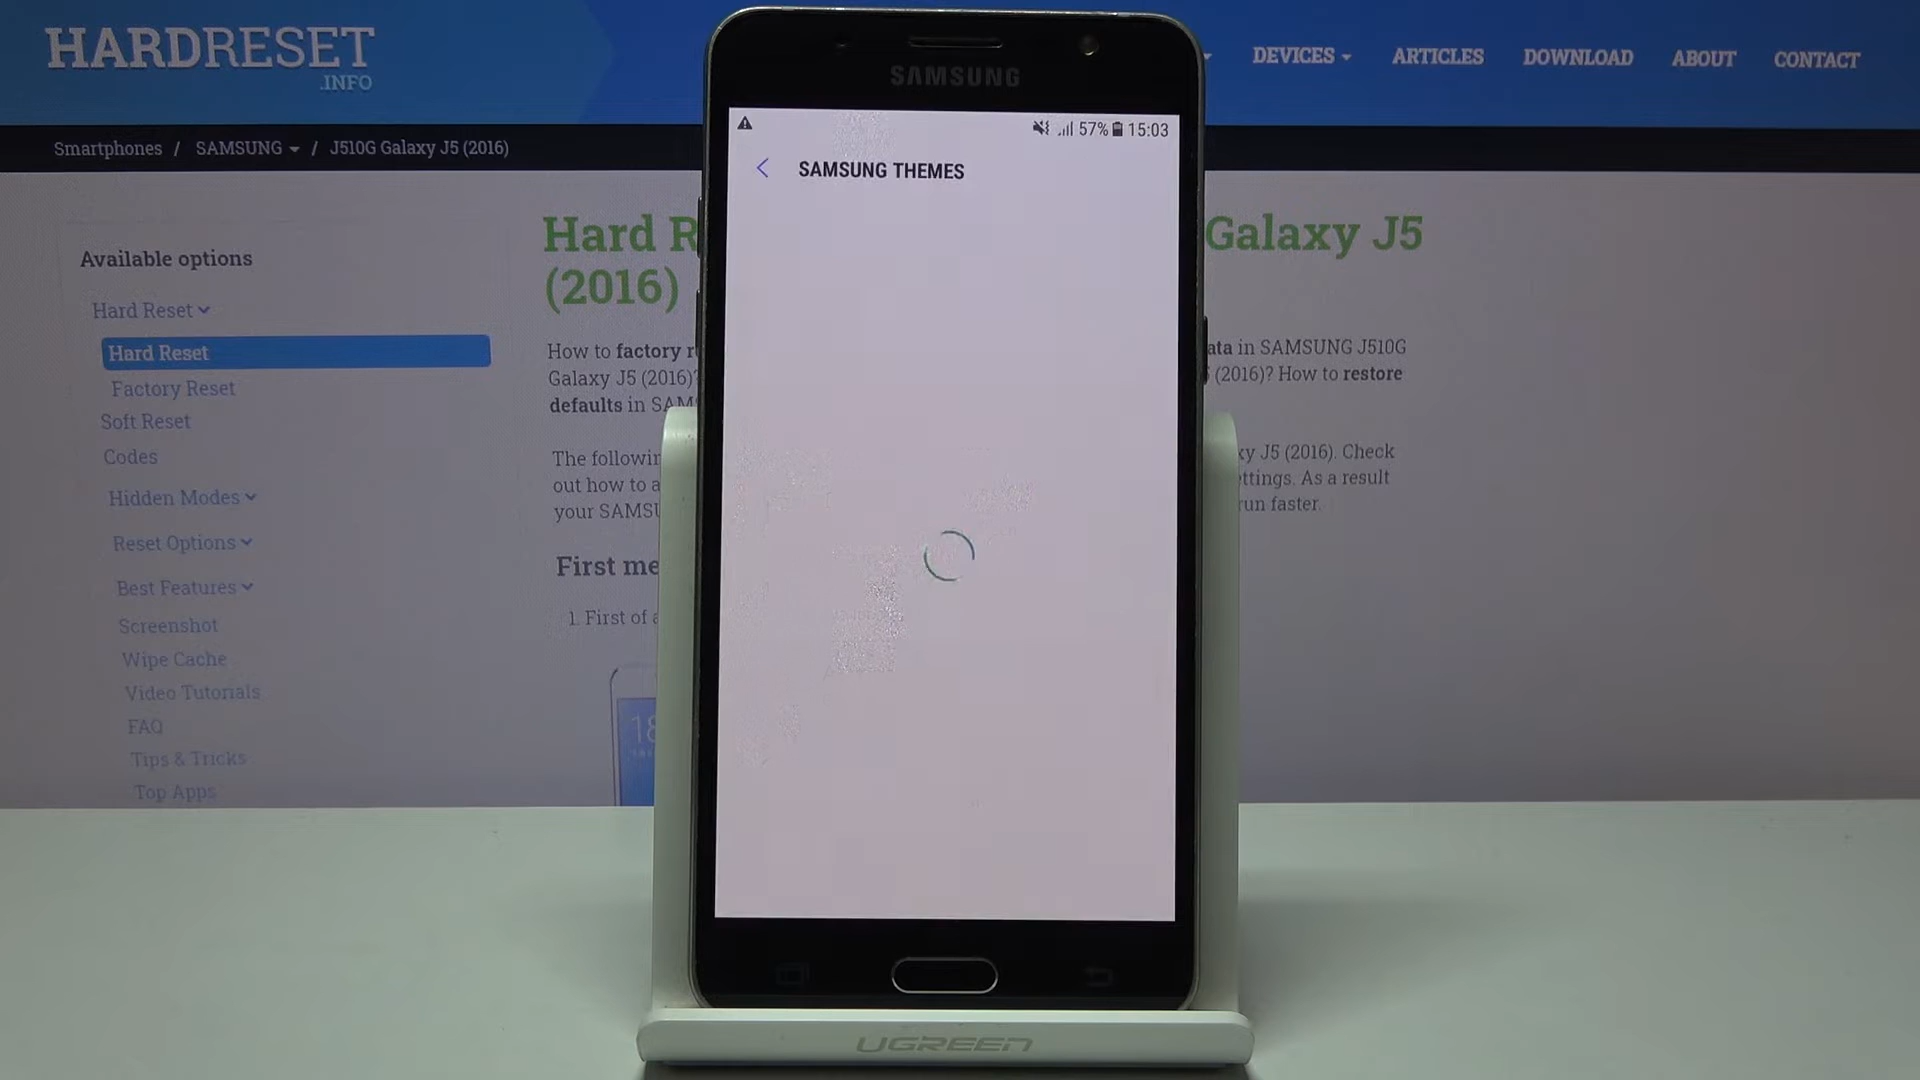 HARDRESET
.INFO
DEVICES
ARTICLES
DOWNLOAD
ABOUT
CONTACT
Smartphones / SAMSUNG / J510G Galaxy J5 (2016)
Available options
Hard Reset
Hard Reset
Factory Reset
Soft Reset
Codes
Hidden Modes
Reset Options
Best Features
Screenshot
Wipe Cache
Video Tutorials
FAQ
Tips & Tricks
Top Apps
Hard R
Galaxy J5
(2016)
How to factory r
ata in SAMSUNG J510G
Galaxy J5 (2016)?
(2016)? How to restore
defaults in SAM
The followin
xy J5 (2016). Check
out how to a
ettings. As a result
your SAMSU
run faster.
First me
1. First of a
18
SAMSUNG
57% 15:03
SAMSUNG THEMES
UGREEN